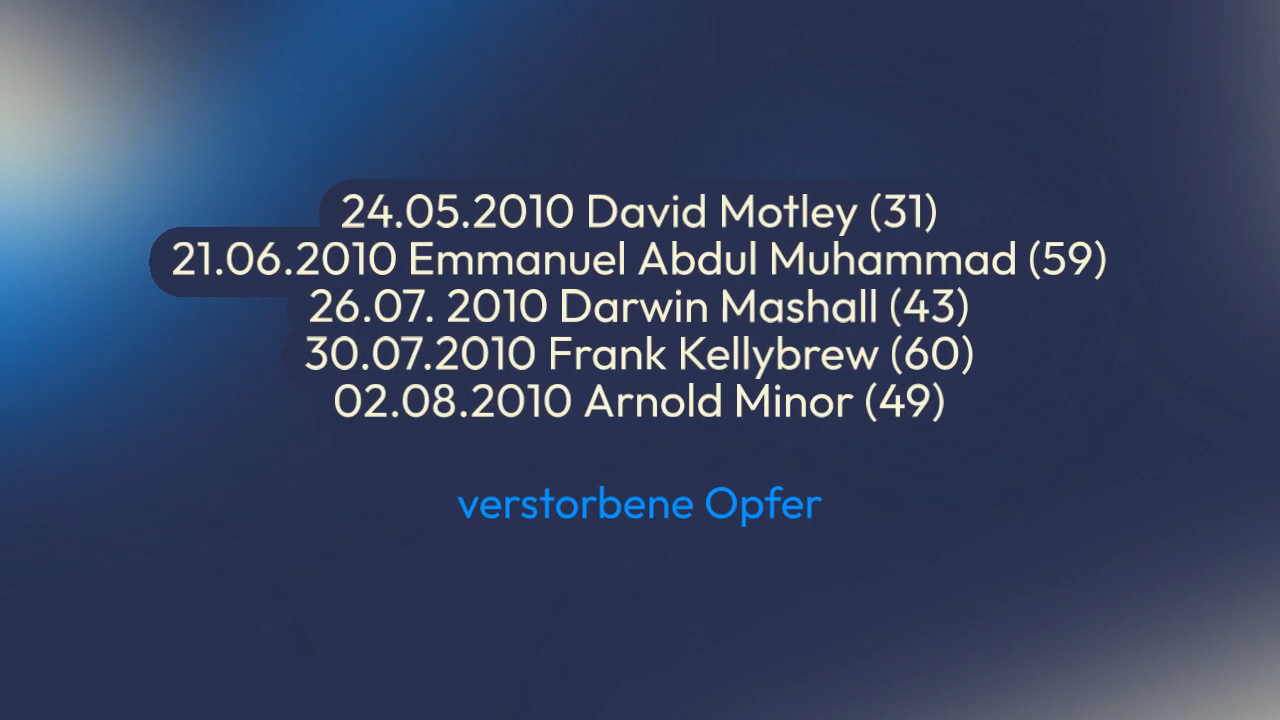 24.05.2010 David Motley (31)
21.06.2010 Emmanuel Abdul Muhammad (59)
26.07. 2010 Darwin Mashall (43)
30.07.2010 Frank Kellybrew (60)
02.08.2010 Arnold Minor (49)
verstorbene Opfer